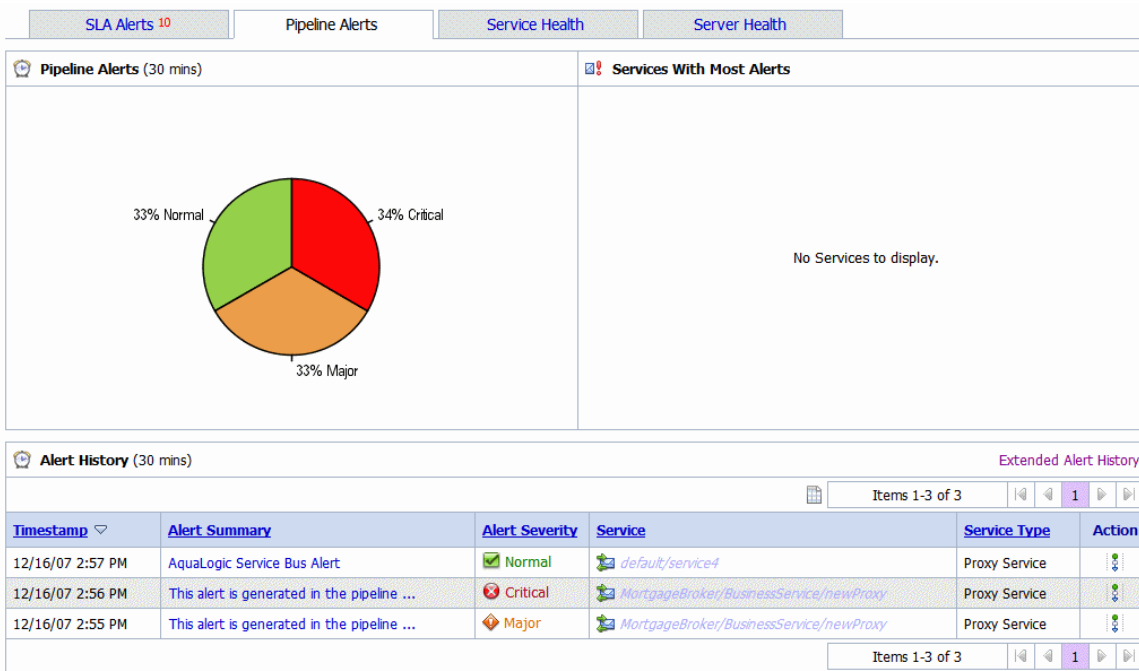 SLA Alerts 10 Pipeline Alerts Service Health Server Health
Pipeline Alerts (30 mins) Services With Most Alerts
33% Normal 34% Critical
33% Major
No Services to display.
Alert History (30 mins) Extended Alert History
Items 1-3 of 3 1
Timestamp Alert Summary Alert Severity Service Service Type Action
12/16/07 2:57 PM AquaLogic Service Bus Alert Normal default/service4 Proxy Service
12/16/07 2:56 PM This alert is generated in the pipeline ... Critical MortgageBroker/BusinessService/newProxy Proxy Service
12/16/07 2:55 PM This alert is generated in the pipeline ... Major MortgageBroker/BusinessService/newProxy Proxy Service
Items 1-3 of 3 1